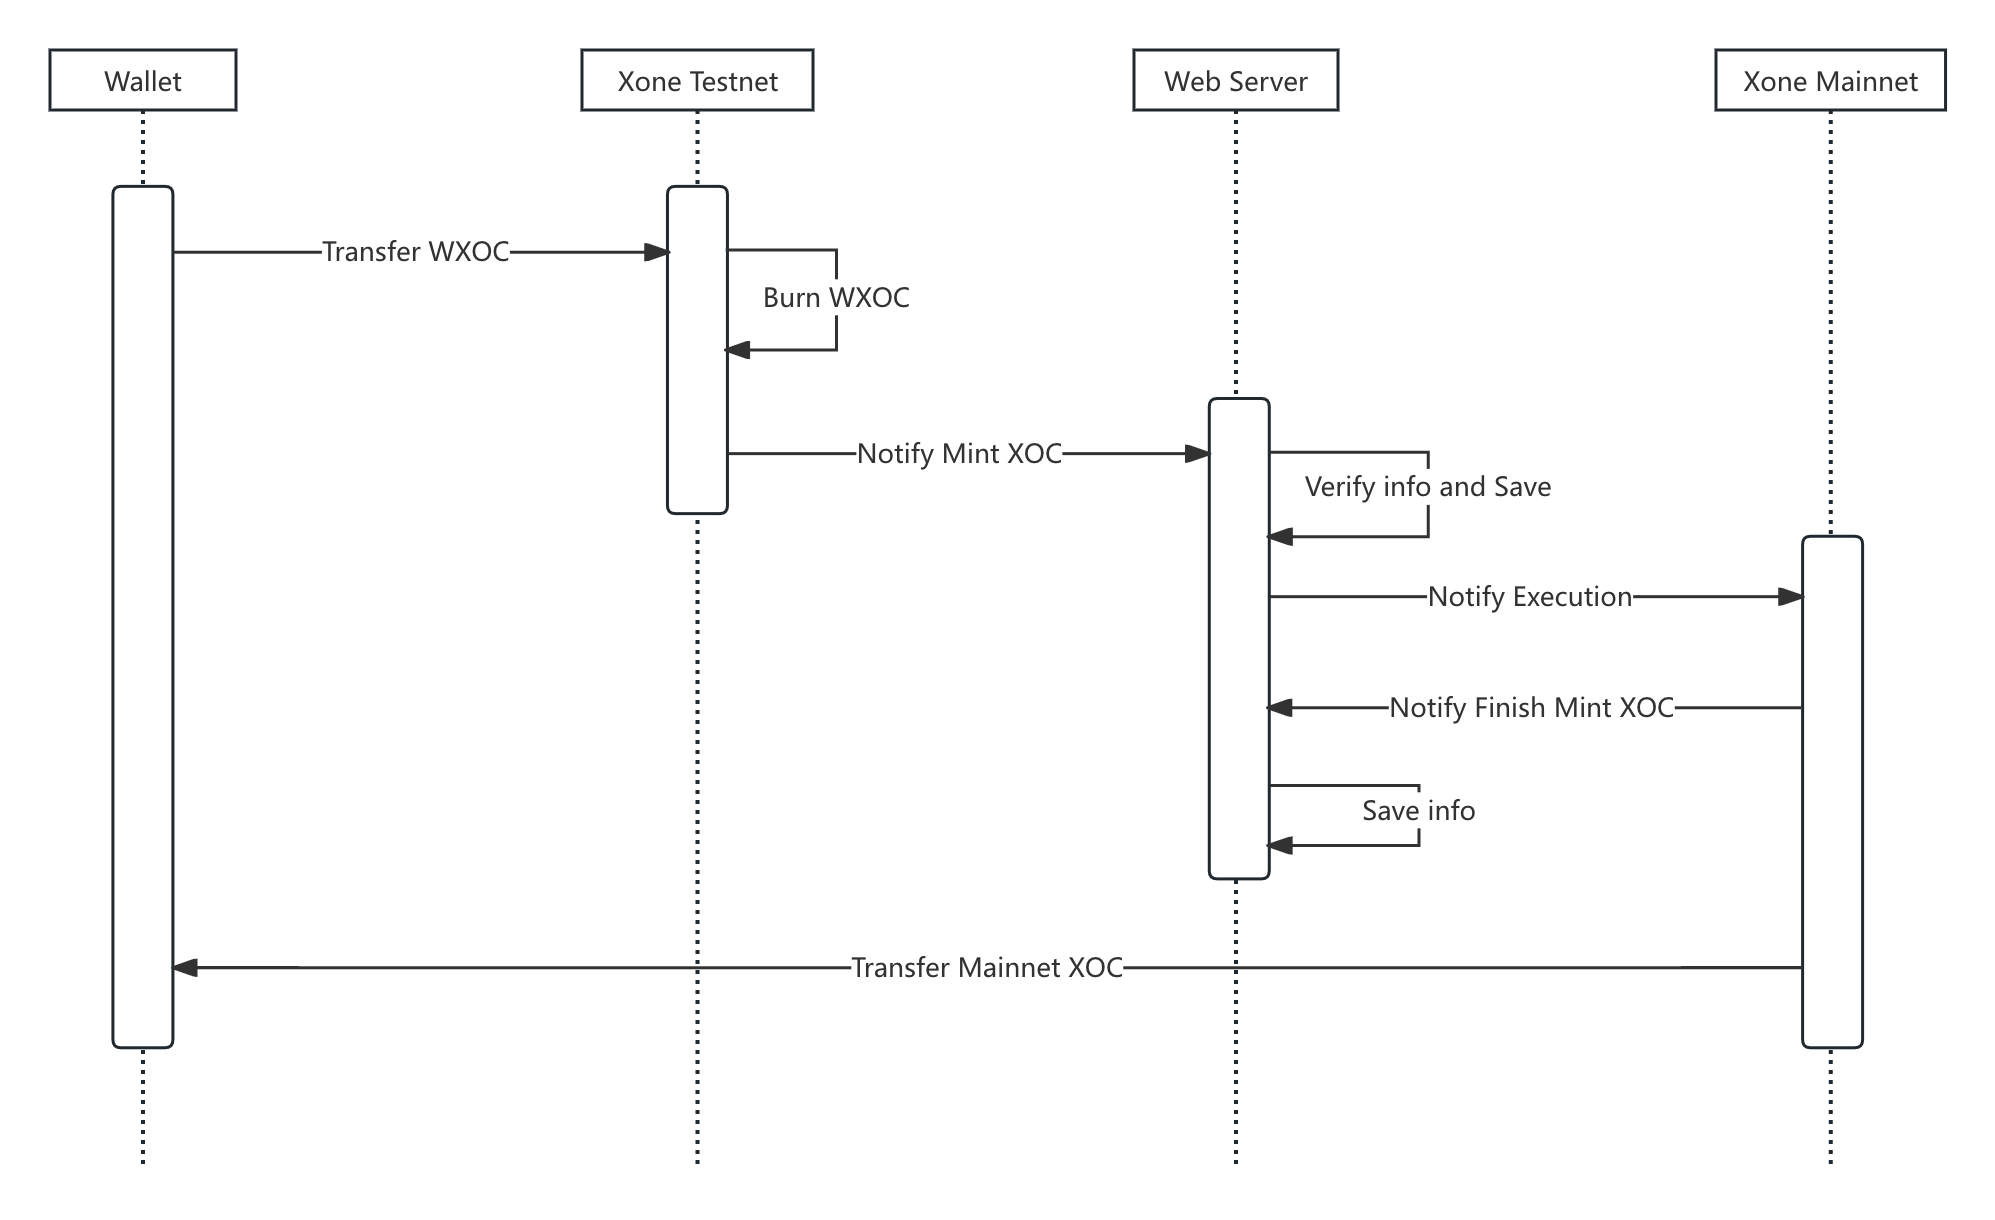 Wallet
Xone Testnet
Web Server
Xone Mainnet
Transfer WXOC
Burn WXOC
Notify Mint XOC
Verify info and Save
Notify Execution
Notify Finish Mint XOC
Save info
Transfer Mainnet XOC